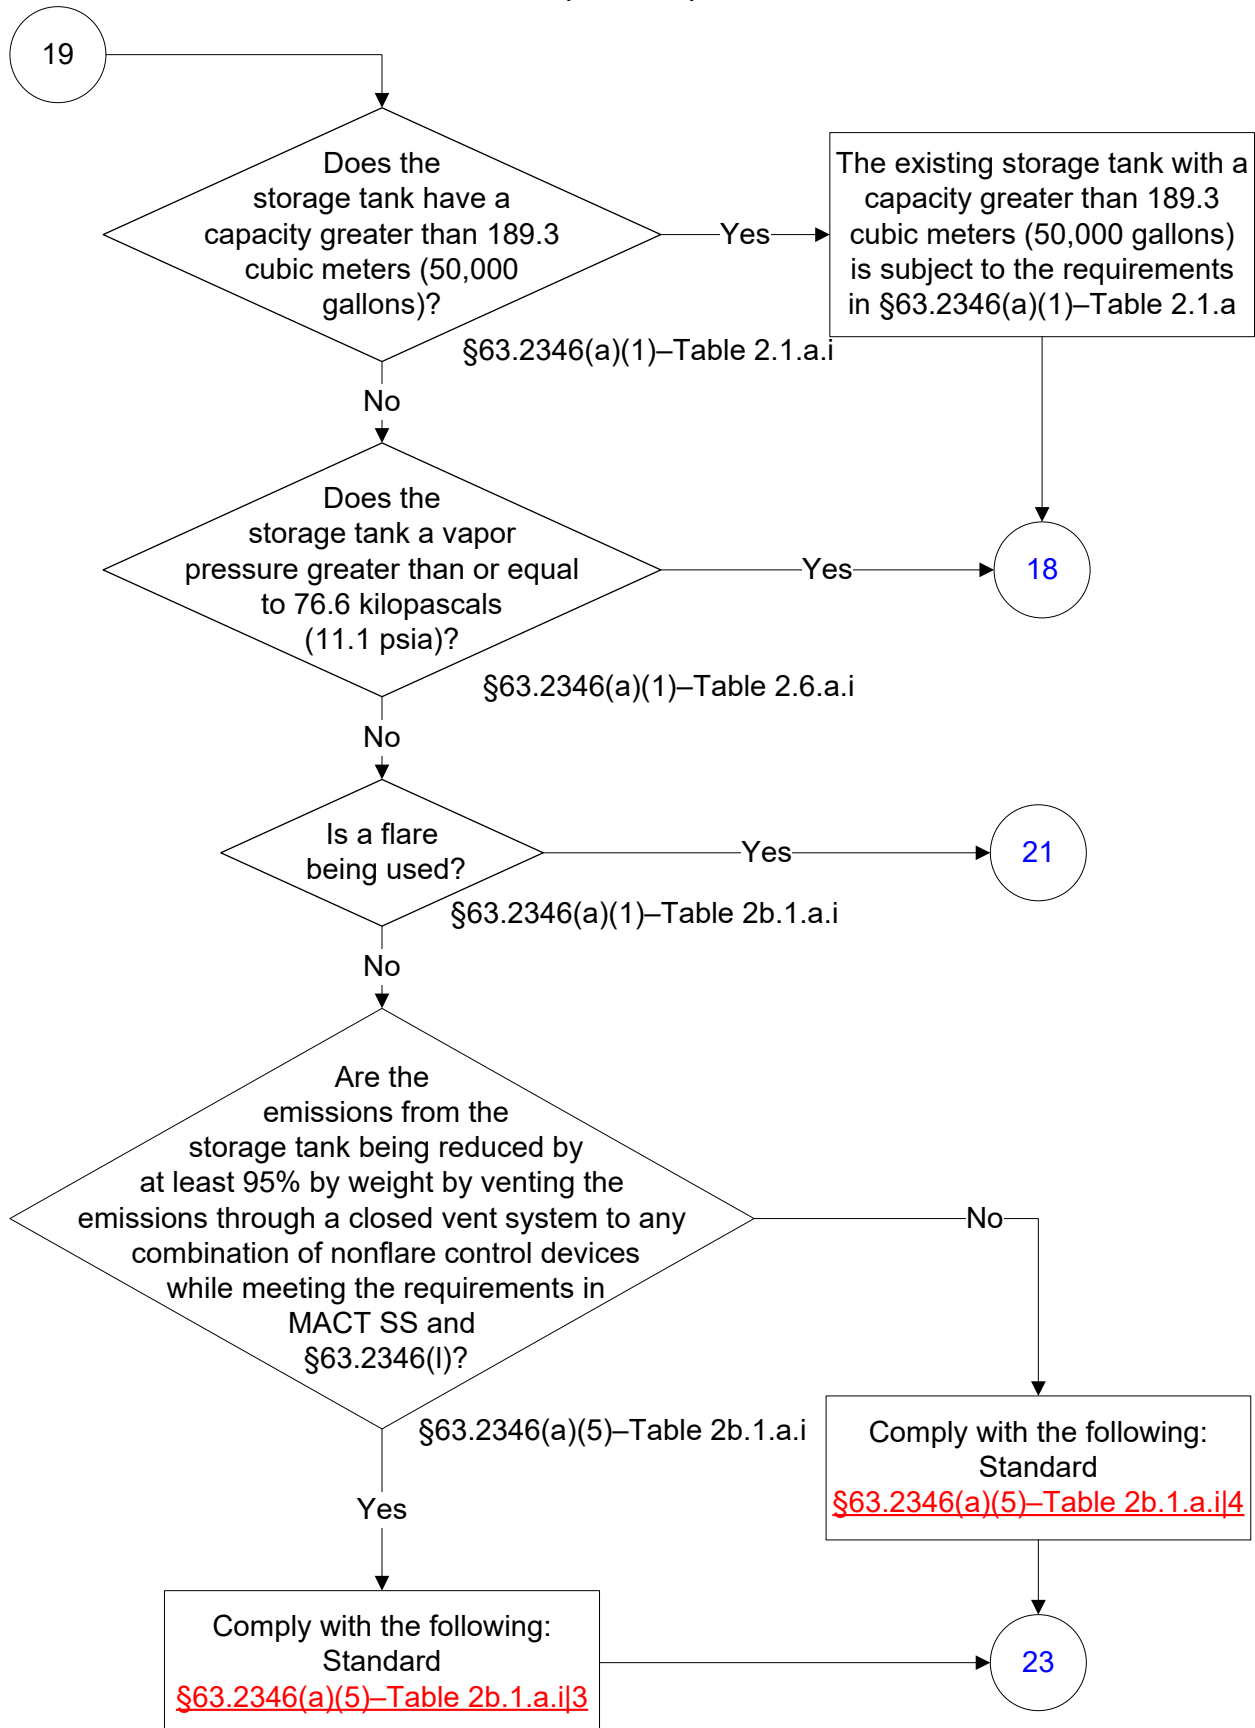 19
Does the
storage tank have a
capacity greater than 189.3
cubic meters (50,000
gallons)?
Yes
The existing storage tank with a
capacity greater than 189.3
cubic meters (50,000 gallons)
is subject to the requirements
in §63.2346(a)(1)–Table 2.1.a
§63.2346(a)(1)–Table 2.1.a.i
No
Does the
storage tank a vapor
pressure greater than or equal
to 76.6 kilopascals
(11.1 psia)?
Yes
18
§63.2346(a)(1)–Table 2.6.a.i
No
Is a flare
being used?
Yes
21
§63.2346(a)(1)–Table 2b.1.a.i
No
Are the
emissions from the
storage tank being reduced by
at least 95% by weight by venting the
emissions through a closed vent system to any
combination of nonflare control devices
while meeting the requirements in
MACT SS and
§63.2346(l)?
No
§63.2346(a)(5)–Table 2b.1.a.i
Yes
Comply with the following:
Standard
§63.2346(a)(5)–Table 2b.1.a.i|4
Comply with the following:
Standard
§63.2346(a)(5)–Table 2b.1.a.i|3
23